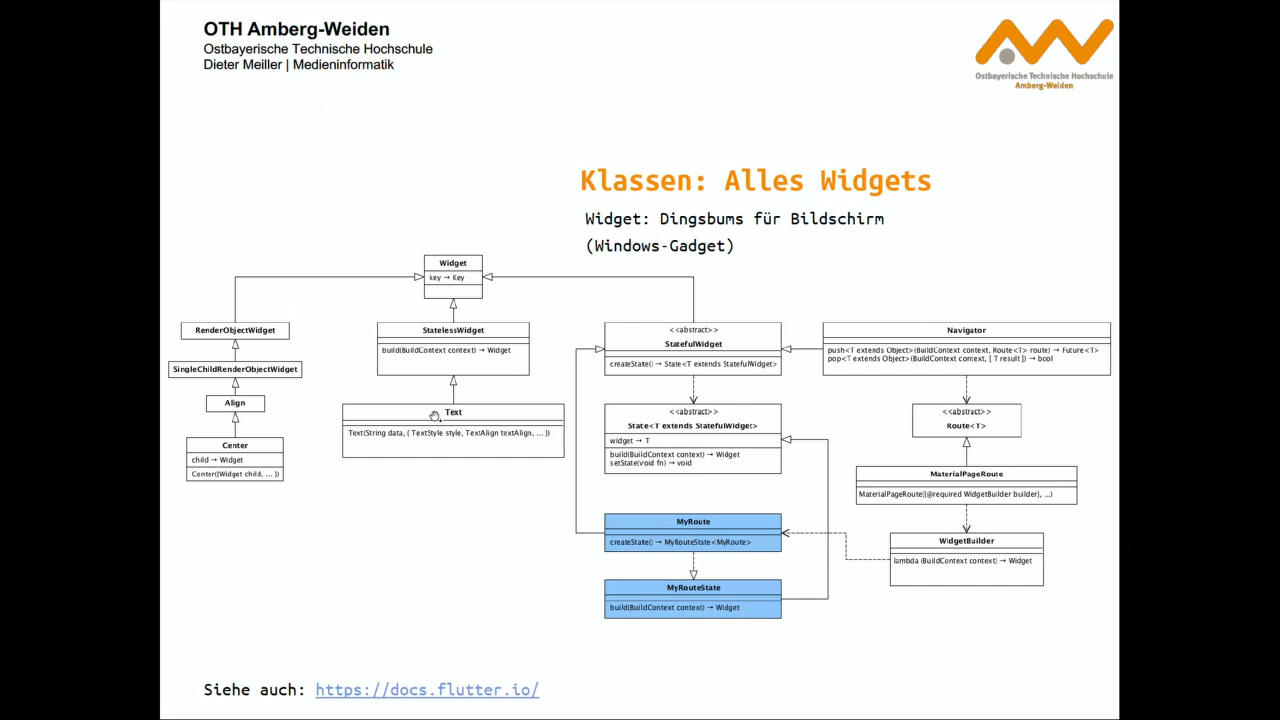 OTH Amberg-Weiden
Ostbayerische Technische Hochschule
Dieter Meiller | Medieninformatik
Ostbayerische Technische Hochschule
Amberg-Weiden
Klassen: Alles Widgets
Widget: Dingsbums für Bildschirm
(Windows-Gadget)
Widget
key → Key
RenderObjectWidget
SingleChildRenderObjectWidget
Align
Center
child → Widget
Center({Widget child, ... })
StatelessWidget
build(BuildContext context) → Widget
Text
Text(String data, { TextStyle style, TextAlign textAlign, ... })
<<abstract>>
StatefulWidget
createState() → State<T extends StatefulWidget>
<<abstract>>
State<T extends StatefulWidget>
widget → T
build(BuildContext context) → Widget
setState(void fn) → void
MyRoute
createState() → MyRouteState<MyRoute>
MyRouteState
build(BuildContext context) → Widget
Navigator
push<T extends Object>(BuildContext context, Route<T> route) → Future<T>
pop<T extends Object>(BuildContext context, [ T result ]) → bool
<<abstract>>
Route<T>
MaterialPageRoute
MaterialPageRoute({@required WidgetBuilder builder}, ...)
WidgetBuilder
lambda (BuildContext context) → Widget
Siehe auch: https://docs.flutter.io/